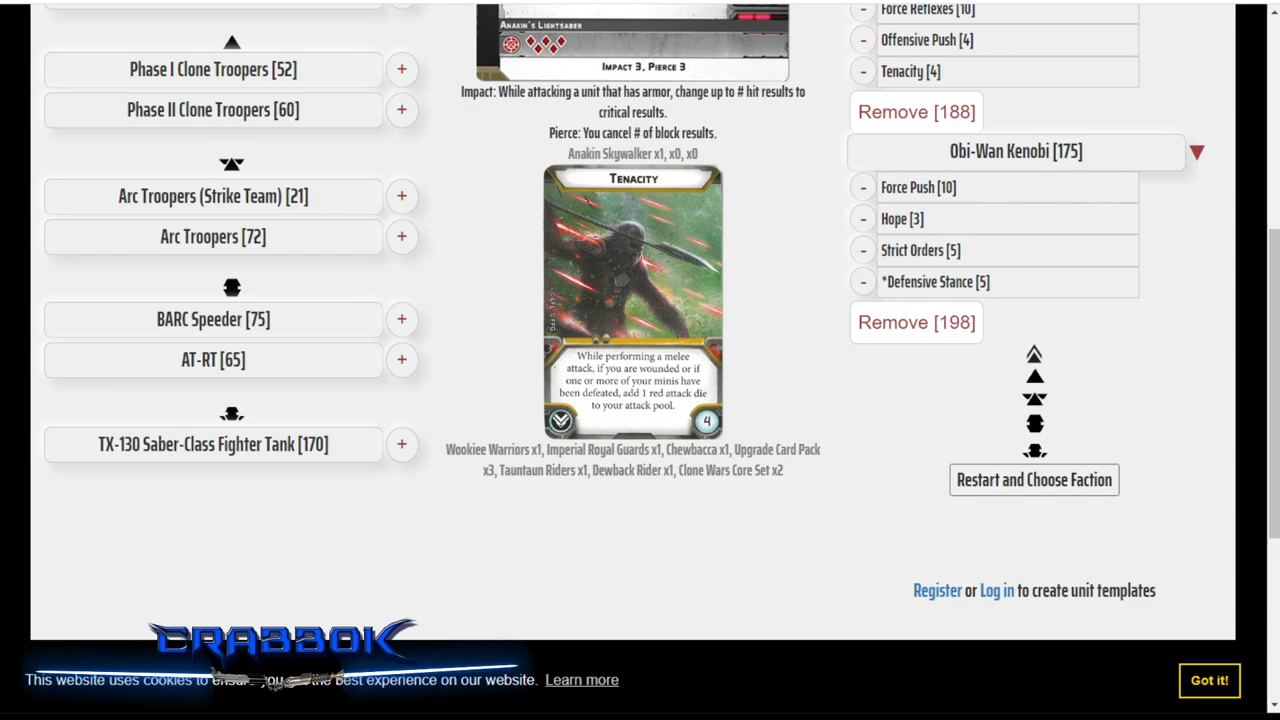 Phase I Clone Troopers [52]
+
Phase II Clone Troopers [60]
+
Arc Troopers (Strike Team) [21]
+
Arc Troopers [72]
+
BARC Speeder [75]
+
AT-RT [65]
+
TX-130 Saber-Class Fighter Tank [170]
+
Anakin's Lightsaber
Impact 3, Pierce 3
Impact: While attacking a unit that has armor, change up to # hit results to
critical results.
Pierce: You cancel # of block results.
Anakin Skywalker x1, x0, x0
Tenacity
While performing a melee
attack, if you are wounded or if
one or more of your minis have
been defeated, add 1 red attack die
to your attack pool.
4
Wookiee Warriors x1, Imperial Royal Guards x1, Chewbacca x1, Upgrade Card Pack
x3, Tauntaun Riders x1, Dewback Rider x1, Clone Wars Core Set x2
- Force Reflexes [10]
- Offensive Push [4]
- Tenacity [4]
Remove [188]
Obi-Wan Kenobi [175]
- Force Push [10]
- Hope [3]
- Strict Orders [5]
- *Defensive Stance [5]
Remove [198]
Restart and Choose Faction
Register or Log in to create unit templates
CRABBOK
This website uses cookies to ensure you get the best experience on our website. Learn more
Got it!